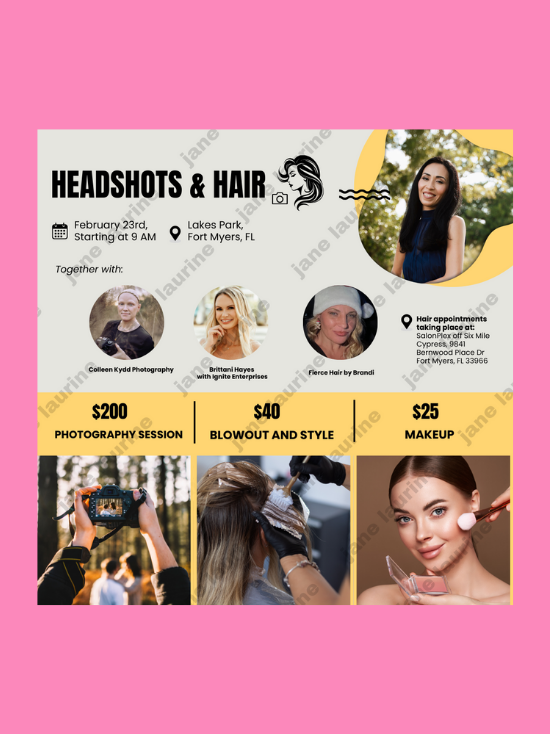 HEADSHOTS & HAIR
February 23rd,
Starting at 9 AM
Lakes Park,
Fort Myers, FL
Together with:
Colleen Kydd Photography
Brittani Hayes
with Ignite Enterprises
Fierce Hair by Brandi
Hair appointments
taking place at:
SalonPlex off Six Mile
Cypress, 9841
Bernwood Place Dr
Fort Myers, FL 33966
$200
PHOTOGRAPHY SESSION
$40
BLOWOUT AND STYLE
$25
MAKEUP
jane laurine